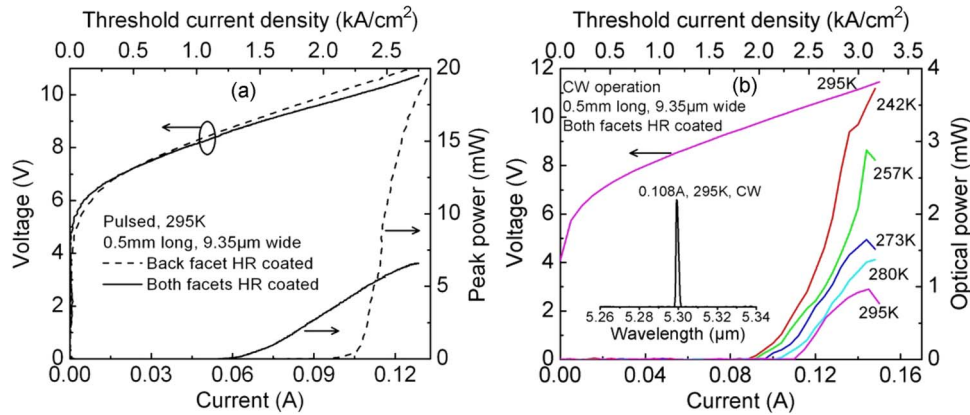 Threshold current density (kA/cm²)
0.0 0.5 1.0 1.5 2.0 2.5
(a)
Voltage (V)
10
8
6
4
2
0
Pulsed, 295K
0.5mm long, 9.35µm wide
Back facet HR coated
Both facets HR coated
20
15
10
5
0
Peak power (mW)
0.00 0.03 0.06 0.09 0.12
Current (A)
Threshold current density (kA/cm²)
0.0 0.5 1.0 1.5 2.0 2.5 3.0 3.5
(b)
Voltage (V)
12
10
8
6
4
2
0
CW operation
0.5mm long, 9.35µm wide
Both facets HR coated
295K
242K
257K
273K
280K
295K
0.108A, 295K, CW
5.26 5.28 5.30 5.32 5.34
Wavelength (µm)
4
3
2
1
0
Optical power (mW)
0.00 0.04 0.08 0.12 0.16
Current (A)